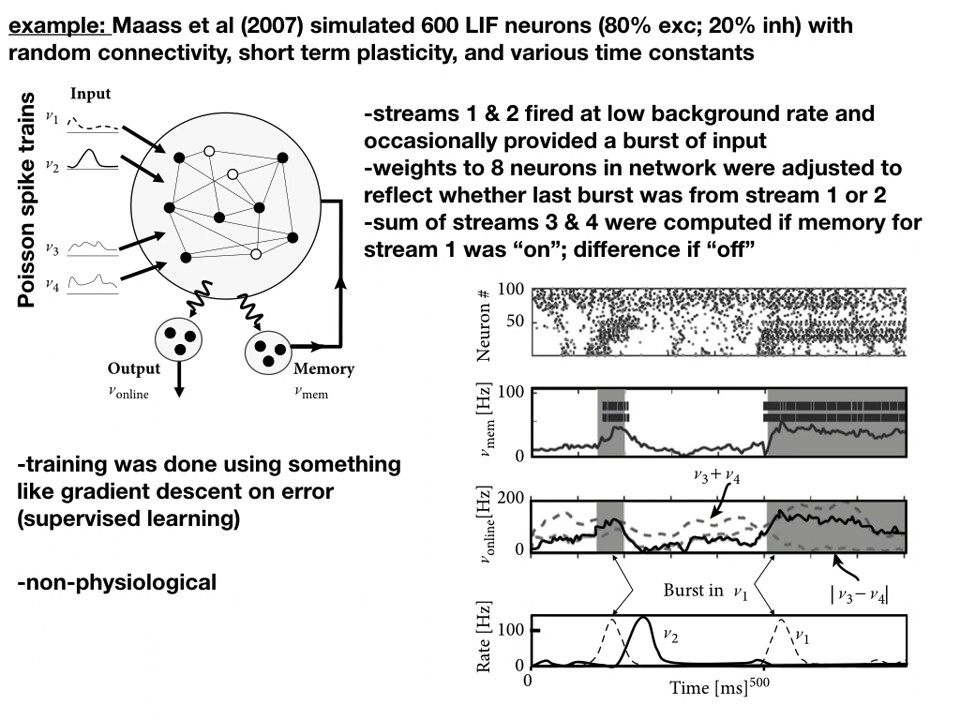 example: Maass et al (2007) simulated 600 LIF neurons (80% exc; 20% inh) with
random connectivity, short term plasticity, and various time constants
Poisson spike trains
Input
ν1
ν2
ν3
ν4
Output
νonline
Memory
νmem
-streams 1 & 2 fired at low background rate and
occasionally provided a burst of input
-weights to 8 neurons in network were adjusted to
reflect whether last burst was from stream 1 or 2
-sum of streams 3 & 4 were computed if memory for
stream 1 was “on”; difference if “off”
-training was done using something
like gradient descent on error
(supervised learning)
-non-physiological
Neuron #
100
50
νmem [Hz]
100
0
ν3+ν4
νonline[Hz]
200
0
Burst in ν1
|ν3−ν4|
Rate [Hz]
100
0
ν2
ν1
0
500
Time [ms]